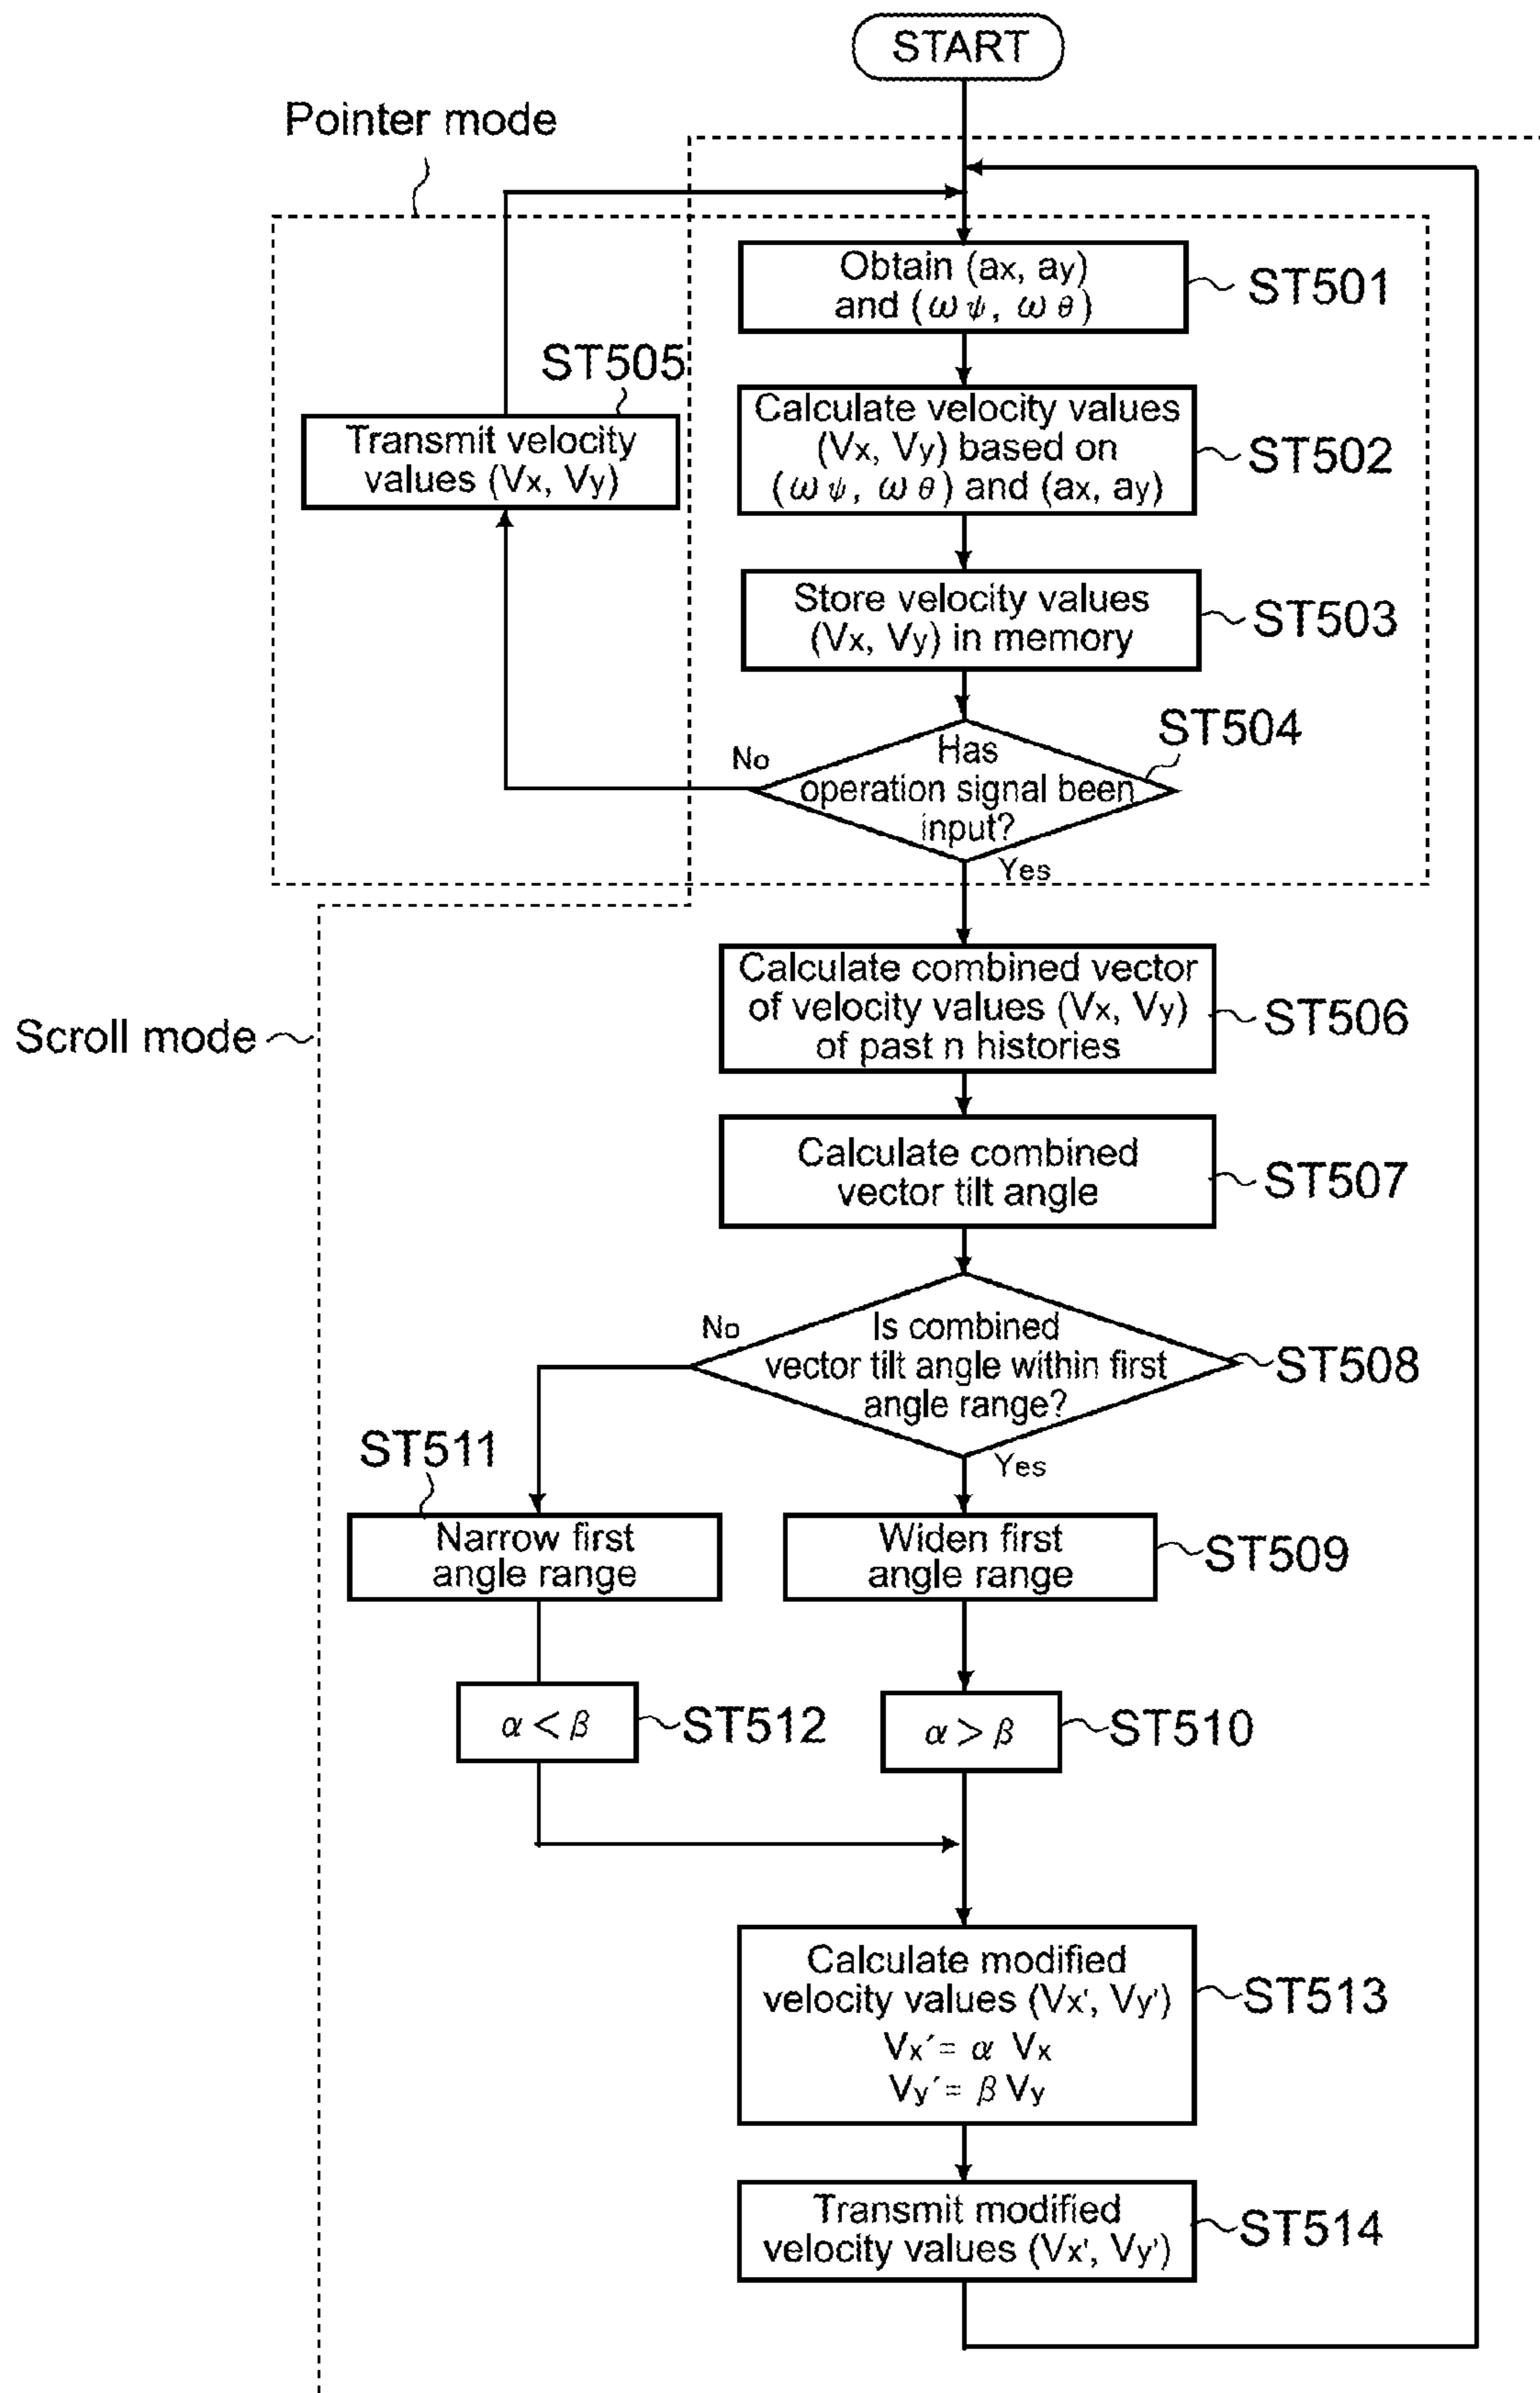 START
Pointer mode
Obtain (ax, ay)
and (ωψ, ωθ)
ST501
ST505
Transmit velocity
values (Vx, Vy)
Calculate velocity values
(Vx, Vy) based on
(ωψ, ωθ) and (ax, ay)
ST502
Store velocity values
(Vx, Vy) in memory
ST503
ST504
No
Has
operation signal been
input?
Yes
Calculate combined vector
of velocity values (Vx, Vy)
of past n histories
ST506
Scroll mode
Calculate combined
vector tilt angle
ST507
No
Is combined
vector tilt angle within first
angle range?
ST508
Yes
ST511
Narrow first
angle range
Widen first
angle range
ST509
α < β
ST512
α > β
ST510
Calculate modified
velocity values (Vx', Vy')
Vx´= α Vx
Vy´= β Vy
ST513
Transmit modified
velocity values (Vx', Vy')
ST514